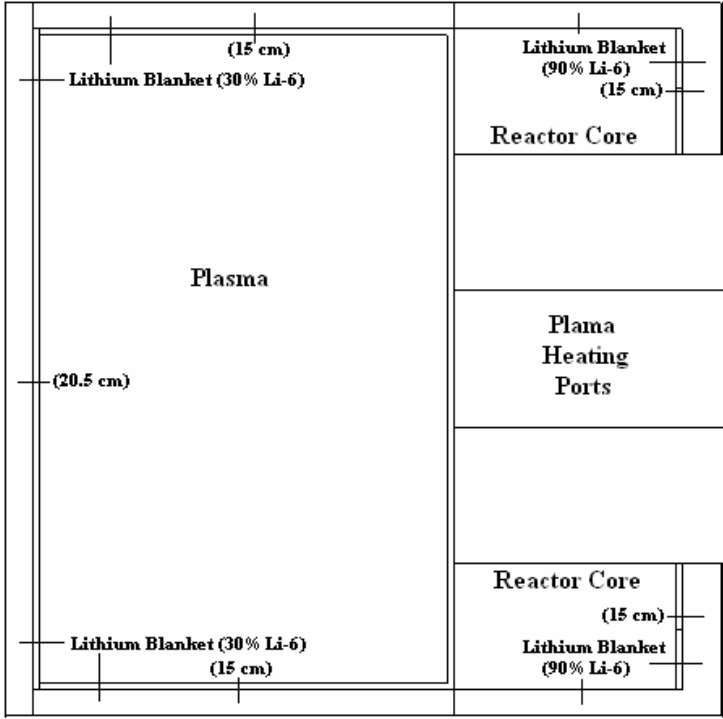 (15 cm)
Lithium Blanket (30% Li-6)
Lithium Blanket
(90% Li-6)
(15 cm)
Reactor Core
Plasma
Plama
Heating
Ports
(20.5 cm)
Reactor Core
(15 cm)
Lithium Blanket (30% Li-6)
(15 cm)
Lithium Blanket
(90% Li-6)